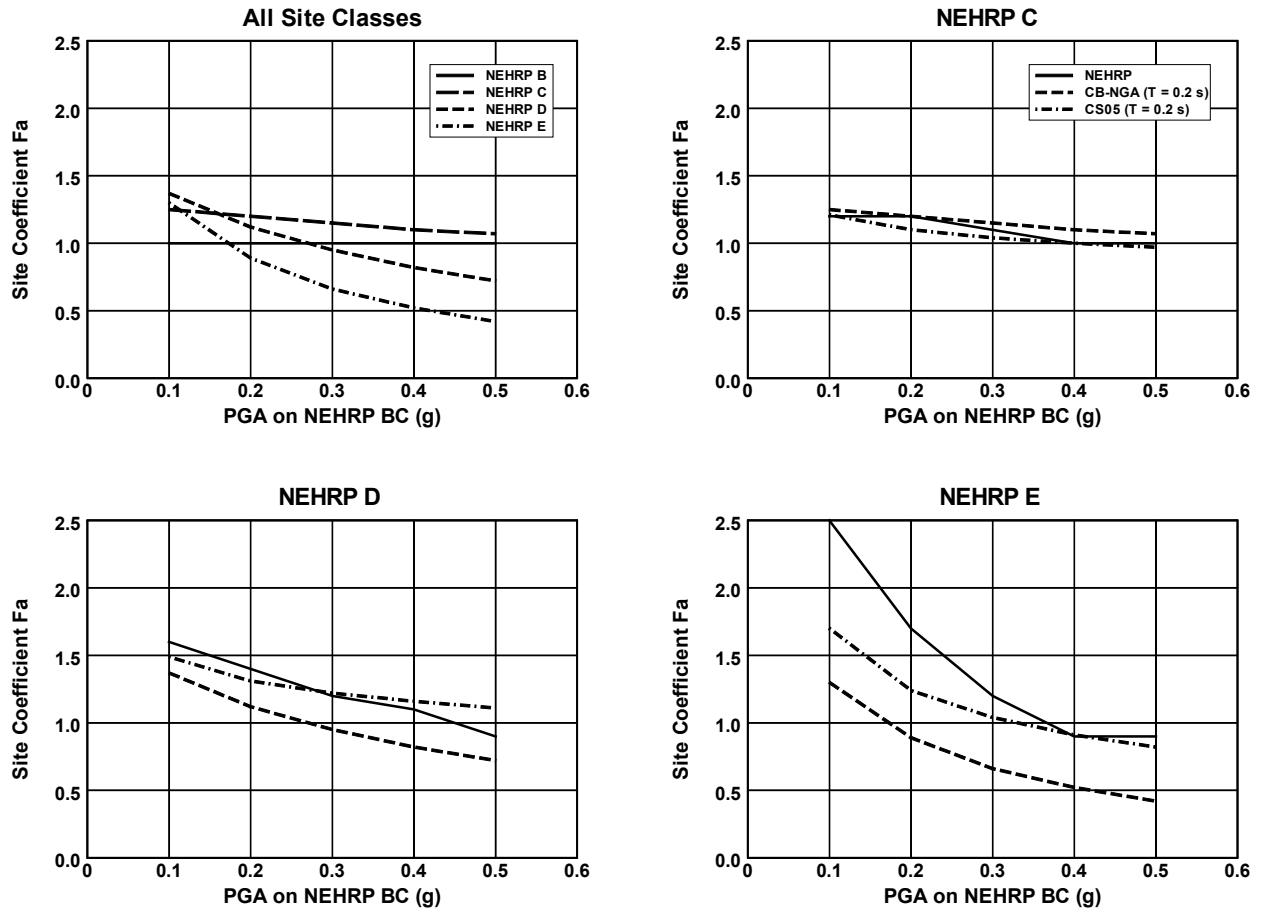 All Site Classes
2.5
2.0
1.5
1.0
0.5
0.0
Site Coefficient Fa
NEHRP B
NEHRP C
NEHRP D
NEHRP E
0 0.1 0.2 0.3 0.4 0.5 0.6
PGA on NEHRP BC (g)
NEHRP C
2.5
2.0
1.5
1.0
0.5
0.0
Site Coefficient Fa
NEHRP
CB-NGA (T = 0.2 s)
CS05 (T = 0.2 s)
0 0.1 0.2 0.3 0.4 0.5 0.6
PGA on NEHRP BC (g)
NEHRP D
2.5
2.0
1.5
1.0
0.5
0.0
Site Coefficient Fa
0 0.1 0.2 0.3 0.4 0.5 0.6
PGA on NEHRP BC (g)
NEHRP E
2.5
2.0
1.5
1.0
0.5
0.0
Site Coefficient Fa
0 0.1 0.2 0.3 0.4 0.5 0.6
PGA on NEHRP BC (g)